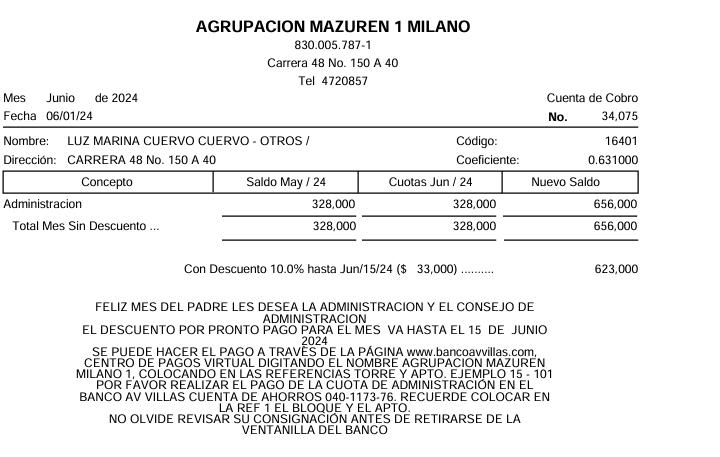 AGRUPACION MAZUREN 1 MILANO
830.005.787-1
Carrera 48 No. 150 A 40
Tel 4720857
Mes Junio de 2024 Cuenta de Cobro
Fecha 06/01/24 No. 34,075
Nombre: LUZ MARINA CUERVO CUERVO - OTROS / Código: 16401
Dirección: CARRERA 48 No. 150 A 40 Coeficiente: 0.631000
Concepto Saldo May / 24 Cuotas Jun / 24 Nuevo Saldo
Administracion 328,000 328,000 656,000
Total Mes Sin Descuento ... 328,000 328,000 656,000
Con Descuento 10.0% hasta Jun/15/24 ($ 33,000) .......... 623,000
FELIZ MES DEL PADRE LES DESEA LA ADMINISTRACION Y EL CONSEJO DE
ADMINISTRACION
EL DESCUENTO POR PRONTO PAGO PARA EL MES VA HASTA EL 15 DE JUNIO
2024
SE PUEDE HACER EL PAGO A TRAVÈS DE LA PÁGINA www.bancoavvillas.com,
CENTRO DE PAGOS VIRTUAL DIGITANDO EL NOMBRE AGRUPACION MAZUREN
MILANO 1, COLOCANDO EN LAS REFERENCIAS TORRE Y APTO. EJEMPLO 15 - 101
POR FAVOR REALIZAR EL PAGO DE LA CUOTA DE ADMINISTRACIÓN EN EL
BANCO AV VILLAS CUENTA DE AHORROS 040-1173-76. RECUERDE COLOCAR EN
LA REF 1 EL BLOQUE Y EL APTO.
NO OLVIDE REVISAR SU CONSIGNACIÓN ANTES DE RETIRARSE DE LA
VENTANILLA DEL BANCO